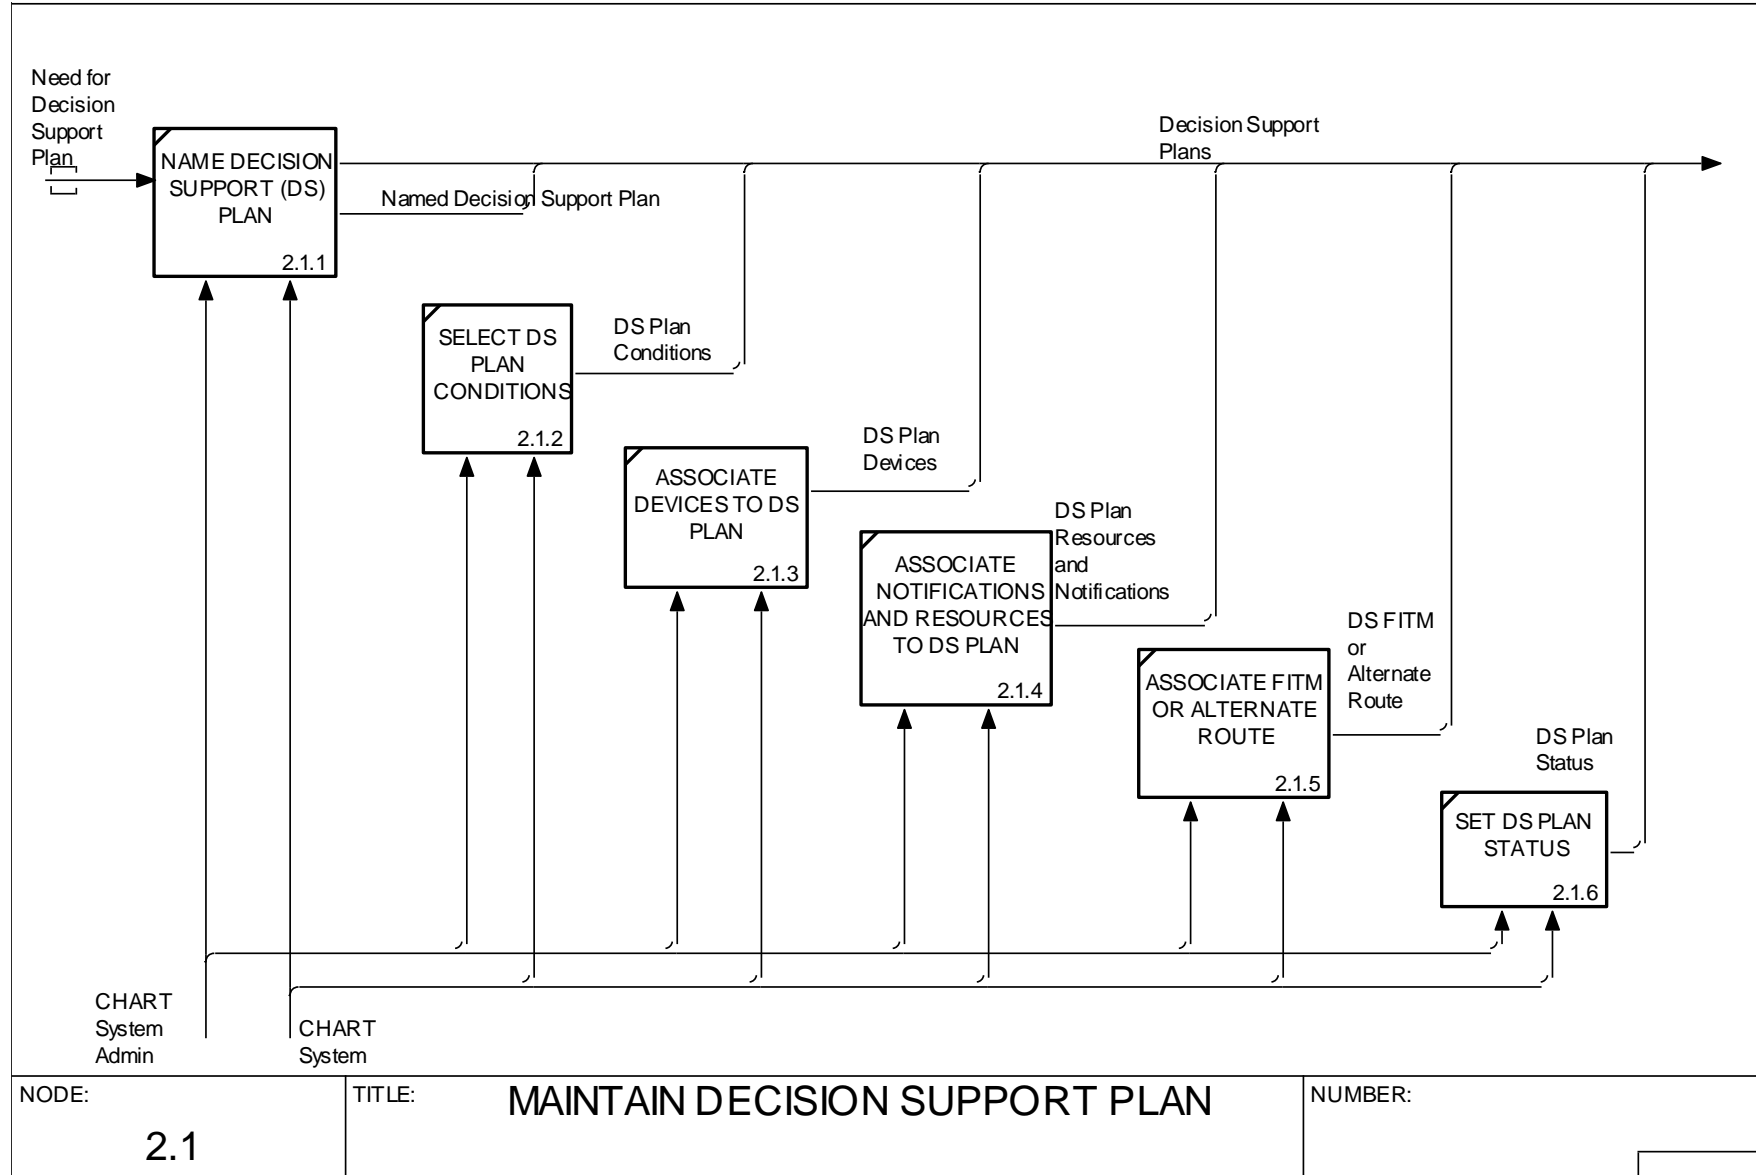 Need for
Decision
Support
Plan
NAME DECISION
SUPPORT (DS)
PLAN
2.1.1
Named Decision Support Plan
Decision Support
Plans
SELECT DS
PLAN
CONDITIONS
2.1.2
DS Plan
Conditions
ASSOCIATE
DEVICES TO DS
PLAN
2.1.3
DS Plan
Devices
ASSOCIATE
NOTIFICATIONS
AND RESOURCES
TO DS PLAN
2.1.4
DS Plan
Resources
and
Notifications
ASSOCIATE FITM
OR ALTERNATE
ROUTE
2.1.5
DS FITM
or
Alternate
Route
SET DS PLAN
STATUS
2.1.6
DS Plan
Status
CHART
System
Admin
CHART
System
NODE:
2.1
TITLE:
MAINTAIN DECISION SUPPORT PLAN
NUMBER: